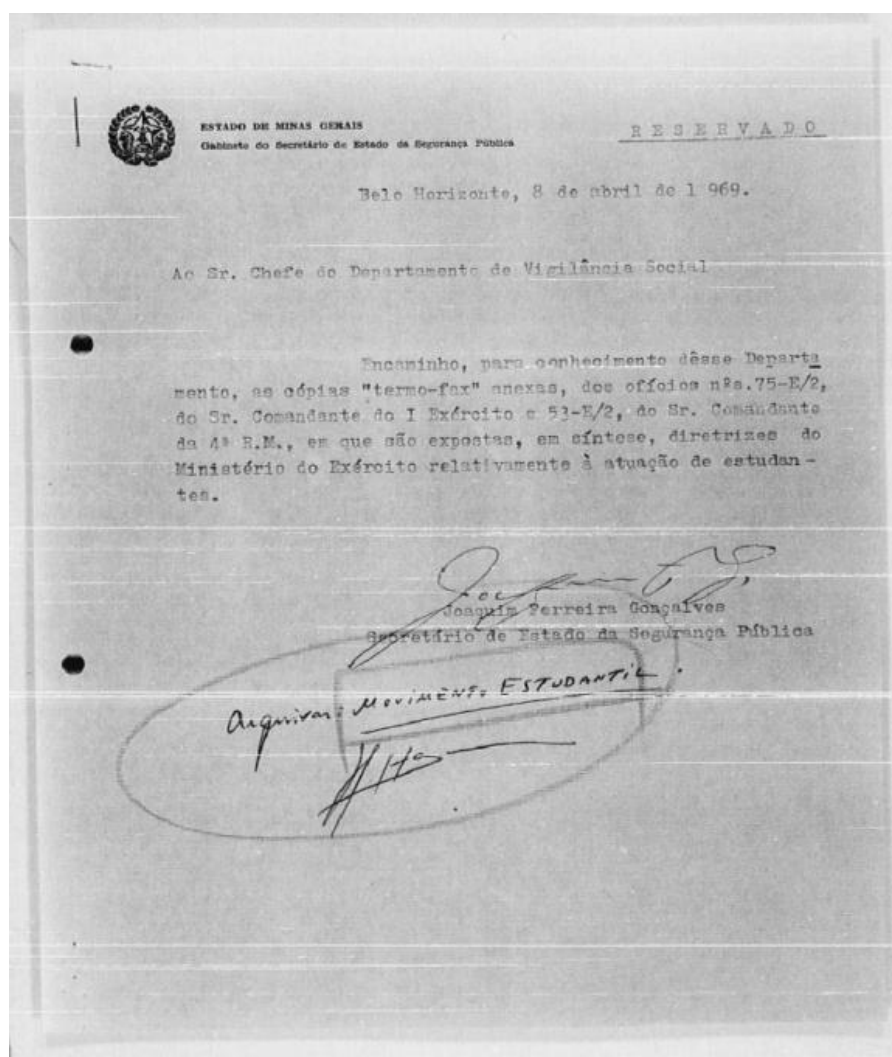 ESTADO DE MINAS GERAIS
Gabinete do Secretário de Estado da Segurança Pública
RESERVADO
Belo Horizonte, 8 de abril de 1 969.
Ao Sr. Chefe do Departamento de Vigilância Social
Encaminho, para conhecimento dêsse Departa
mento, as cópias "termo-fax" anexas, dos ofícios nºs.75-E/2,
do Sr. Comandante do I Exército e 53-E/2, do Sr. Comandante
da 4ª R.M., em que são expostas, em síntese, diretrizes do
Ministério do Exército relativamente à atuação de estudan-
tes.
Joaquim Ferreira Gonçalves
Secretário de Estado da Segurança Pública
Arquivar: MOVIMENTO ESTUDANTIL.